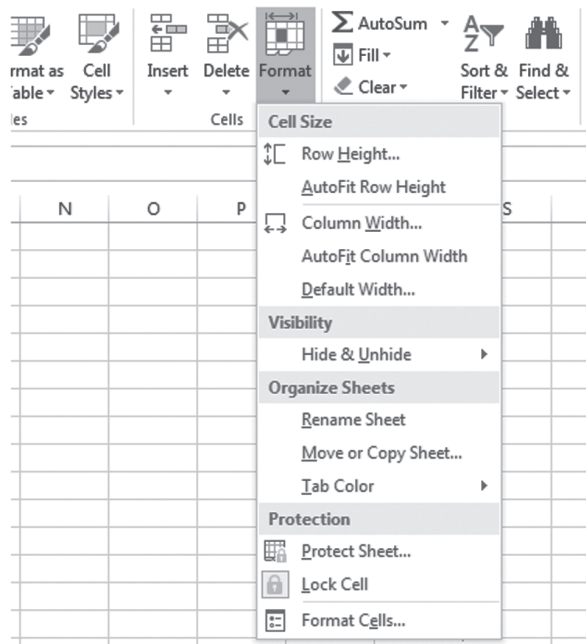 AutoSum
Fill
Clear
rmat as
Table
Cell
Styles
Insert
Delete
Format
Sort &
Filter
Find &
Select
les
Cells
N O P S
Cell Size
Row Height...
AutoFit Row Height
Column Width...
AutoFit Column Width
Default Width...
Visibility
Hide & Unhide
Organize Sheets
Rename Sheet
Move or Copy Sheet...
Tab Color
Protection
Protect Sheet...
Lock Cell
Format Cells...